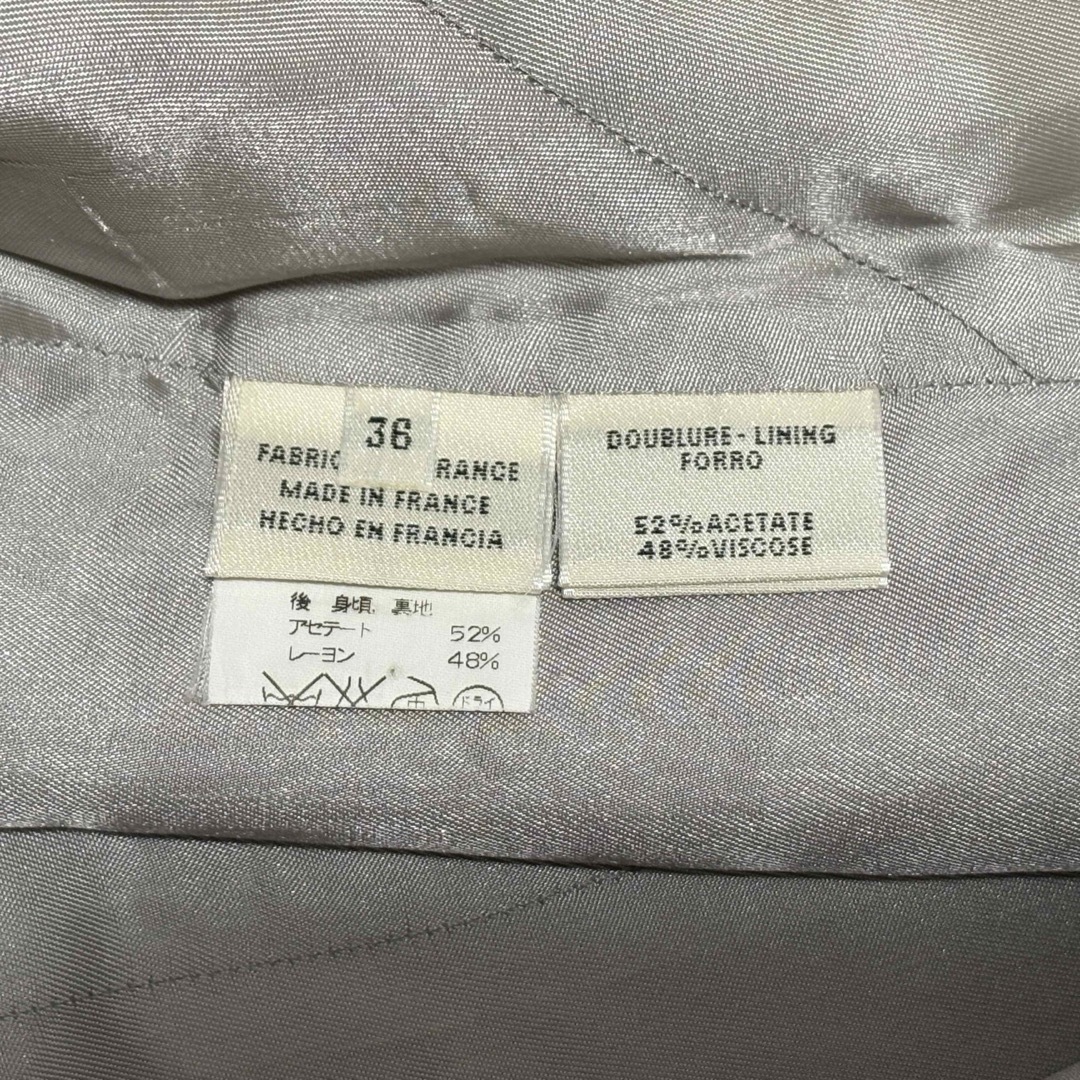 36
FABRIC RANCE
MADE IN FRANCE
HECHO EN FRANCIA
DOUBLURE - LINING
FORRO
52% ACETATE
48% VISCOSE
後 身頃、裏地
アセテート 52%
レーヨン 48%
中 ドライ